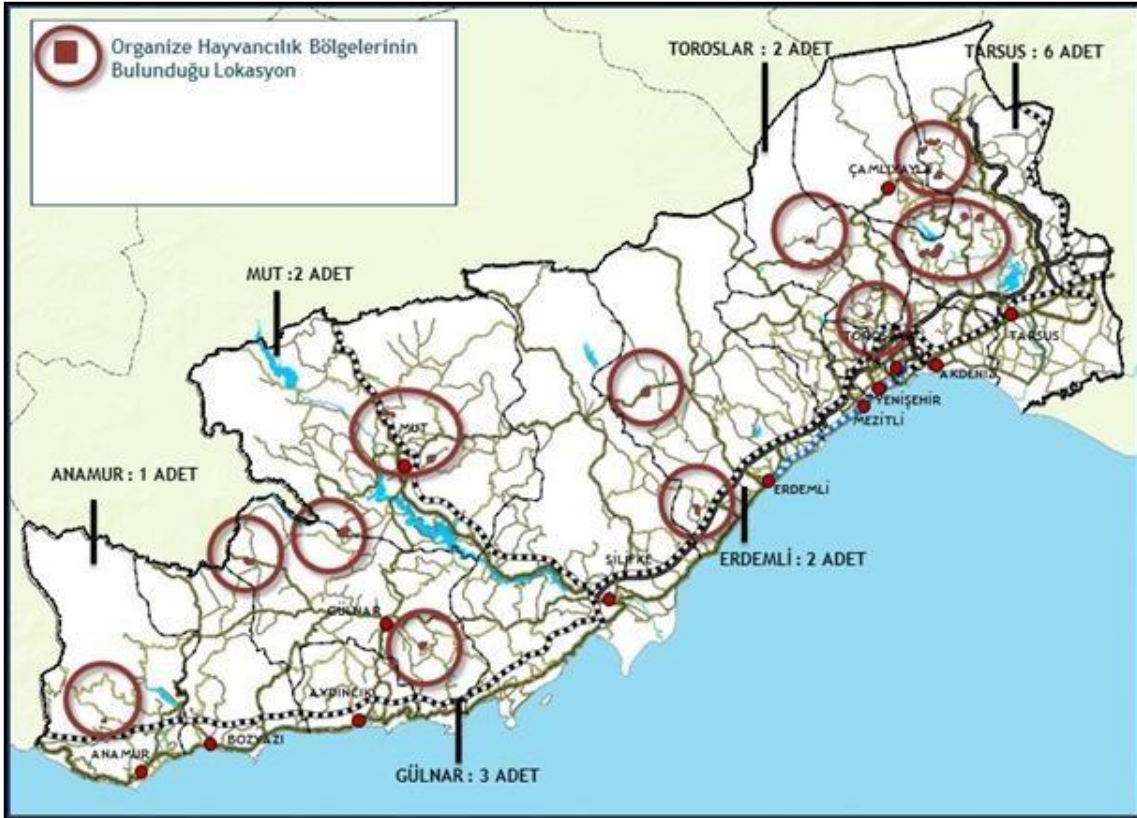 Organize Hayvancılık Bölgelerinin
Bulunduğu Lokasyon
TOROSLAR : 2 ADET
TARSUS : 6 ADET
ÇAMLIYAYLA
MUT :2 ADET
TARSUS
AKDENİZ
YENİŞEHİR
MEZİTLİ
MUT
ANAMUR : 1 ADET
ERDEMLİ
SİLİFKE
ERDEMLİ : 2 ADET
GÜLNAR
AYDINCIK
BOZYAZI
ANAMUR
GÜLNAR : 3 ADET